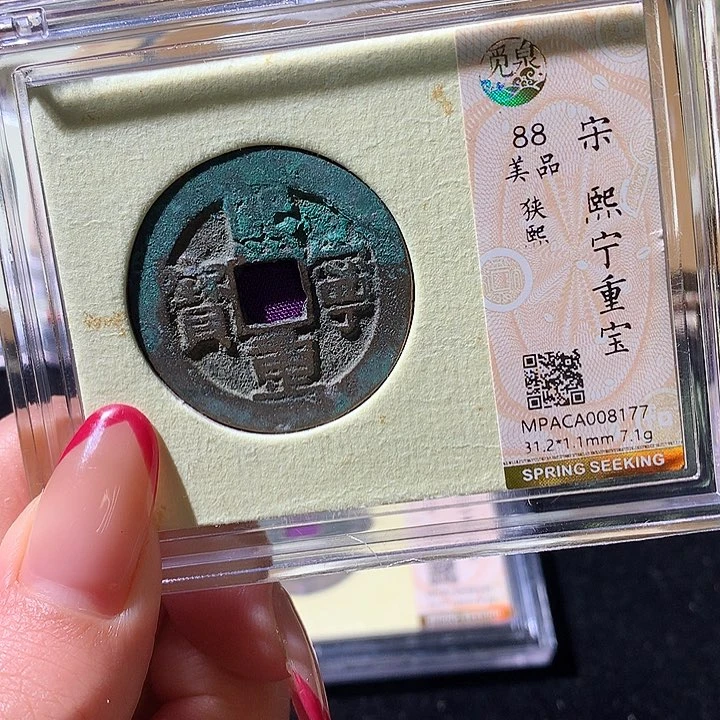 熙寧重寶
觅泉
88
美品
狭熙
宋 熙宁重宝
MPACA008177
31.2*1.1mm 7.1g
SPRING SEEKING